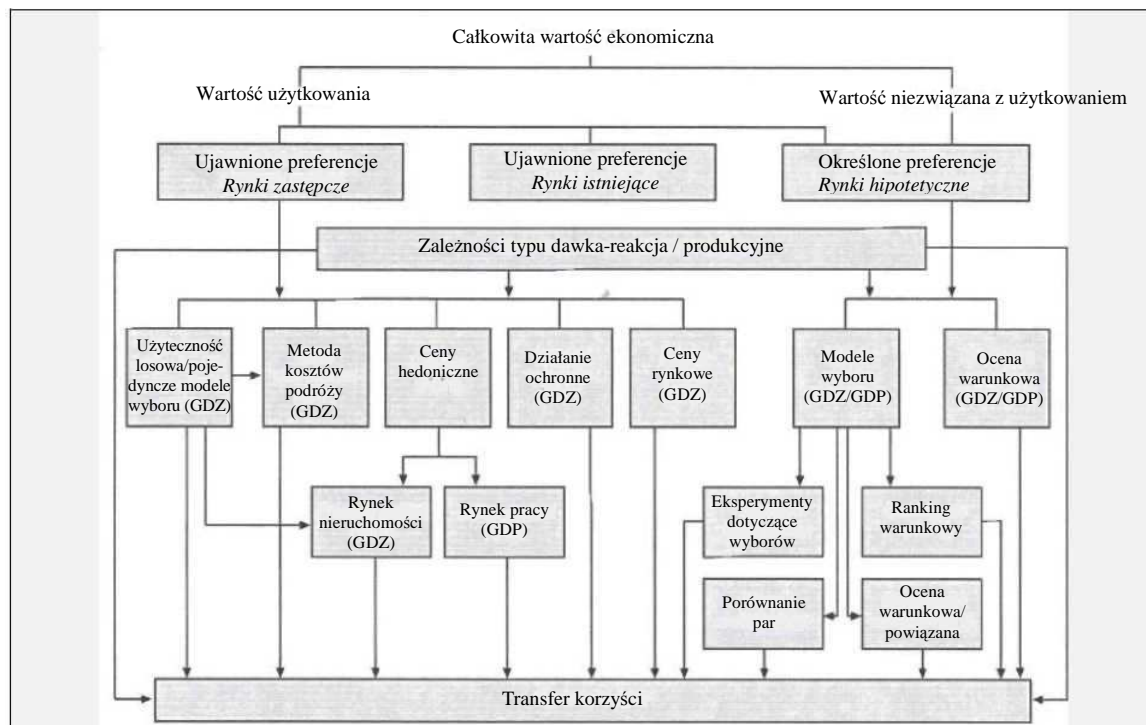 Całkowita wartość ekonomiczna
Wartość użytkowania
Wartość niezwiązana z użytkowaniem
Ujawnione preferencje
Rynki zastępcze
Ujawnione preferencje
Rynki istniejące
Określone preferencje
Rynki hipotetyczne
Zależności typu dawka-reakcja / produkcyjne
Użyteczność
losowa/poje-
dyncze modele
wyboru (GDZ)
Metoda
kosztów
podróży
(GDZ)
Ceny
hedoniczne
Działanie
ochronne
(GDZ)
Ceny
rynkowe
(GDZ)
Modele
wyboru
(GDZ/GDP)
Ocena
warunkowa
(GDZ/GDP)
Rynek
nieruchomości
(GDZ)
Rynek pracy
(GDP)
Eksperymenty
dotyczące
wyborów
Ranking
warunkowy
Porównanie
par
Ocena
warunkowa/
powiązana
Transfer korzyści